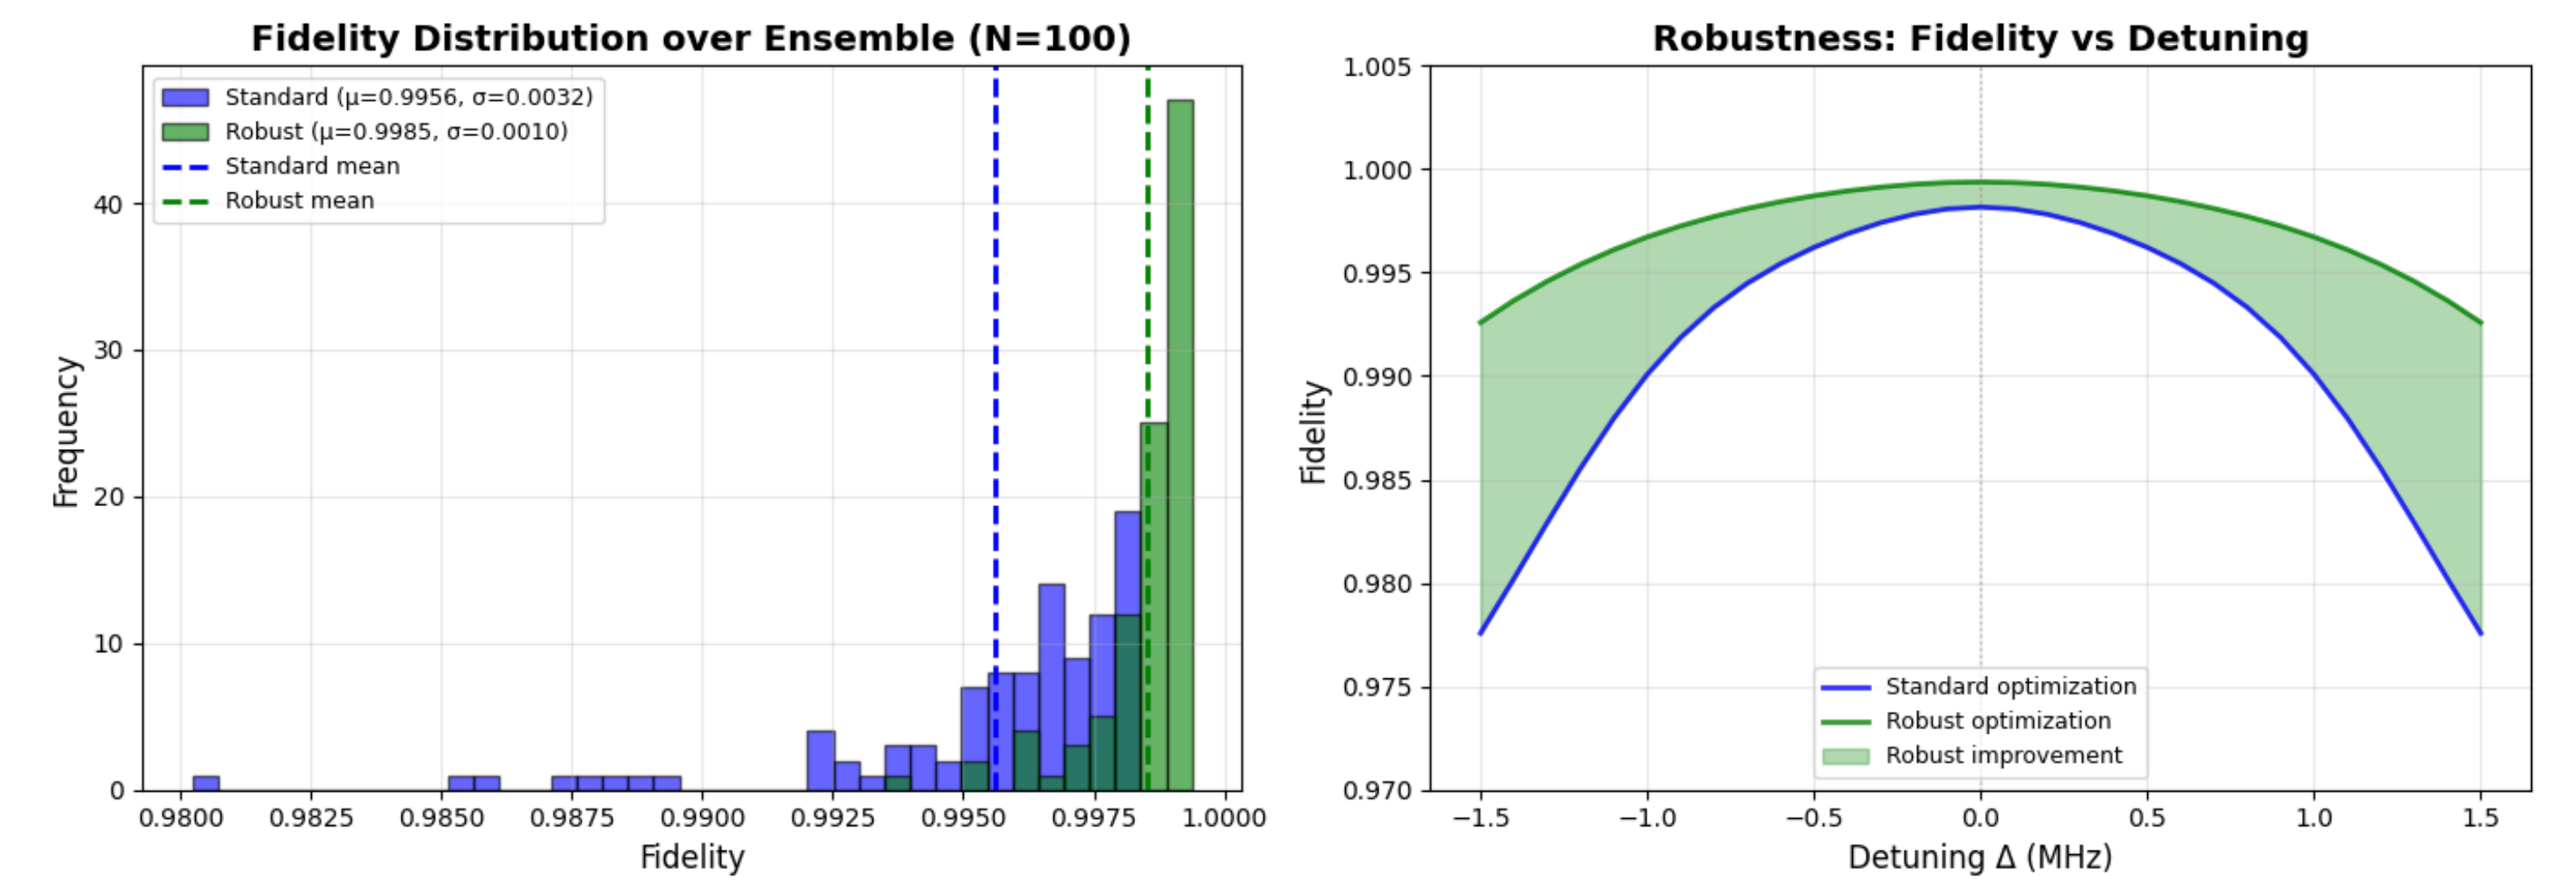 Fidelity Distribution over Ensemble (N=100)
Standard (μ=0.9956, σ=0.0032)
Robust (μ=0.9985, σ=0.0010)
Standard mean
Robust mean
Frequency
40
30
20
10
0
0.9800 0.9825 0.9850 0.9875 0.9900 0.9925 0.9950 0.9975 1.0000
Fidelity
Robustness: Fidelity vs Detuning
Fidelity
1.005
1.000
0.995
0.990
0.985
0.980
0.975
0.970
Standard optimization
Robust optimization
Robust improvement
−1.5 −1.0 −0.5 0.0 0.5 1.0 1.5
Detuning Δ (MHz)